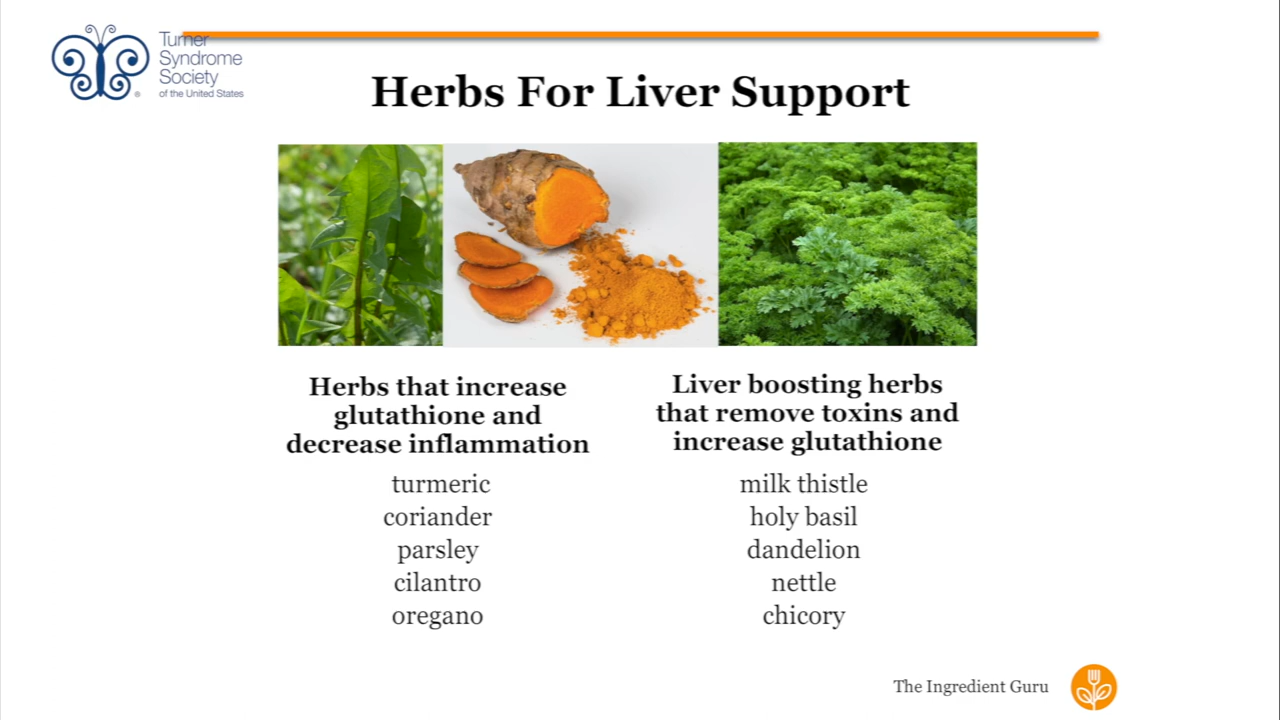 Turner
Syndrome
Society
of the United States
Herbs For Liver Support
Herbs that increase
glutathione and
decrease inflammation
turmeric
coriander
parsley
cilantro
oregano
Liver boosting herbs
that remove toxins and
increase glutathione
milk thistle
holy basil
dandelion
nettle
chicory
The Ingredient Guru